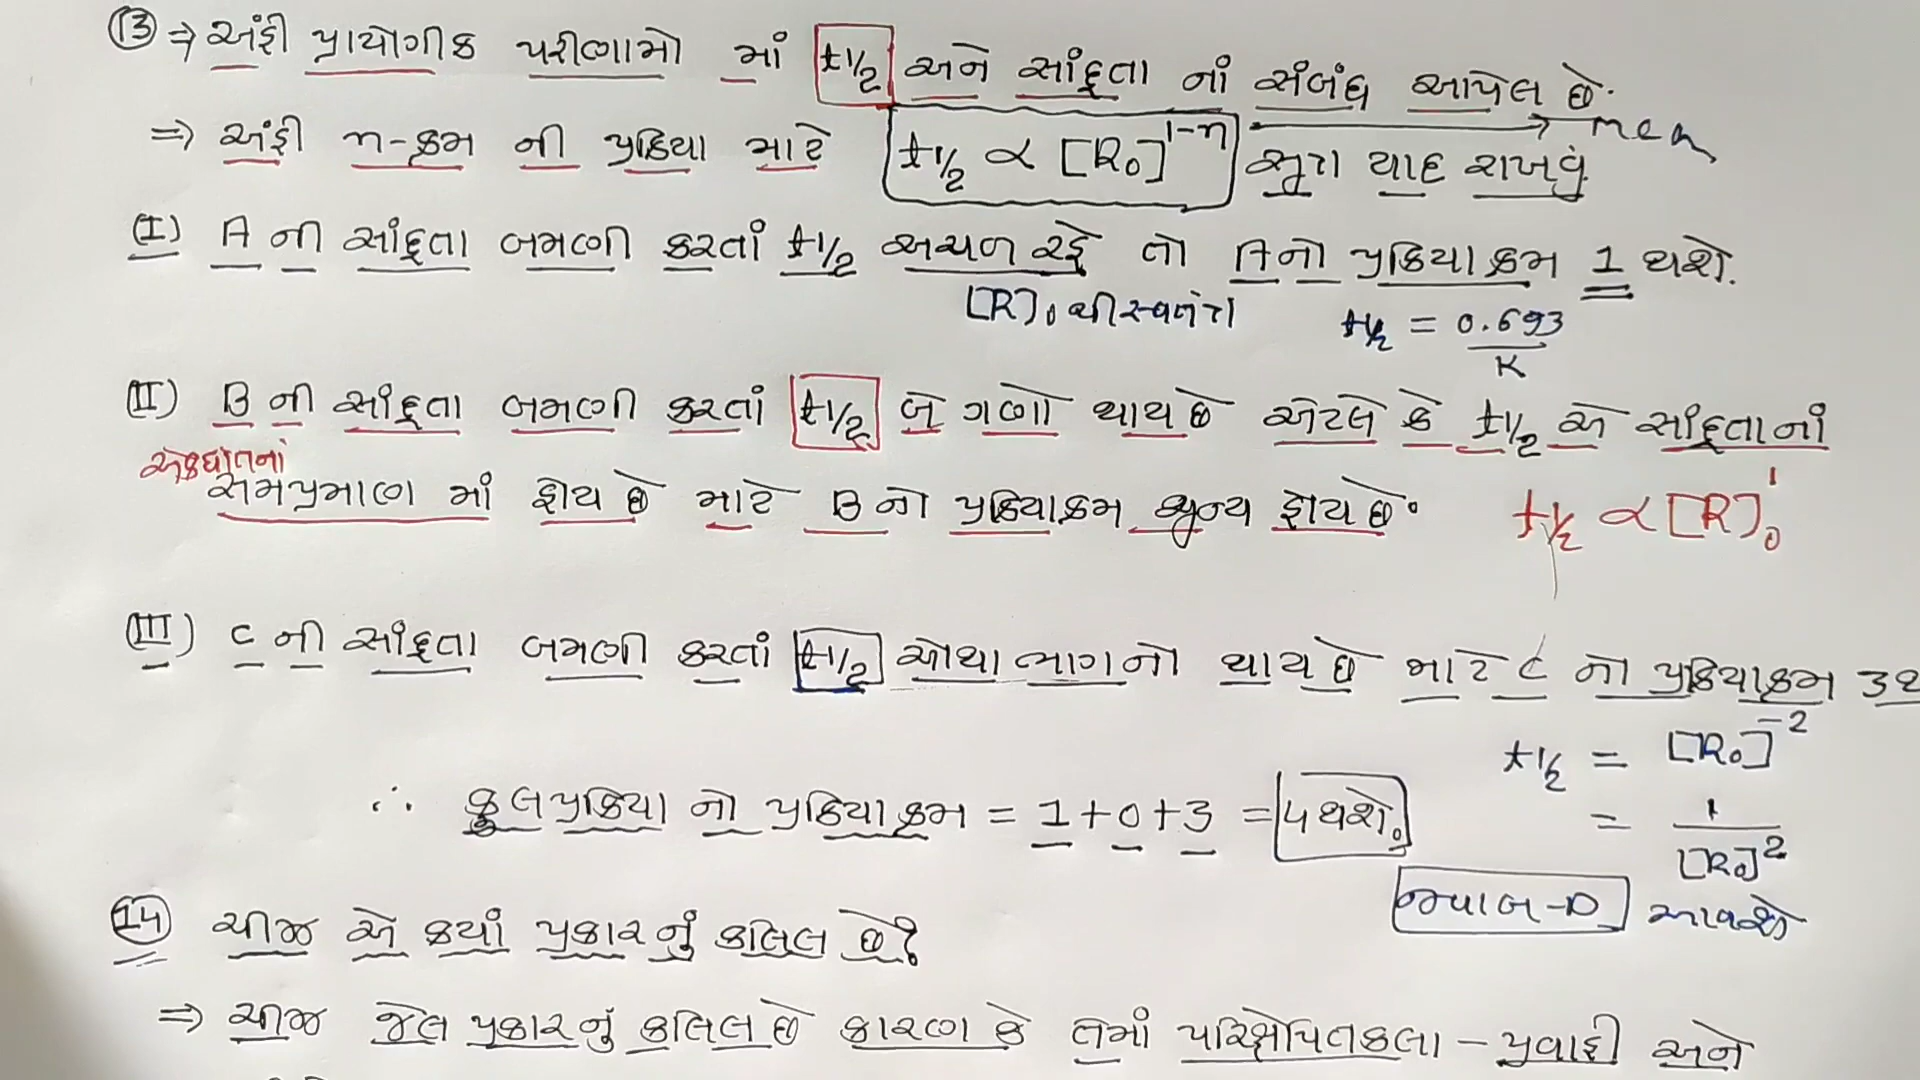 ⑬ ⇒ અંહી પ્રાયોગીક પરીણામો માં t1/2 અને સાંદ્રતા નાં સંબંધ આપેલ છે.
⇒ અંહી n-ક્રમ ની પ્રક્રિયા માટે t1/2 ∝ [R₀]^1-n સુત્ર યાદ રાખવું
(I) A ની સાંદ્રતા બમણી કરતાં t1/2 અચળ રહે તો A નો પ્રક્રિયાક્રમ 1 થશે.
[R]₀ થી સ્વતંત્ર t1/2 = 0.693/K
(II) B ની સાંદ્રતા બમણી કરતાં t1/2 બે ગણો થાય છે એટલે કે t1/2 એ સાંદ્રતાનાં
એકઘાતનાં
સમપ્રમાણ માં હોય છે માટે B નો પ્રક્રિયાક્રમ શુન્ય હોય છે. t1/2 ∝ [R]₀^1
(III) C ની સાંદ્રતા બમણી કરતાં t1/2 ચોથા ભાગનો થાય છે માટે C નો પ્રક્રિયાક્રમ 3
t1/2 = [R₀]^-2
∴ કુલ પ્રક્રિયા નો પ્રક્રિયાક્રમ = 1+0+3 = 4 થશે.
= 1/[R₀]^2
જવાબ-D આવશે
⑭ ચીજ એ ક્યાં પ્રકારનું કલિલ છે?
⇒ ચીજ જેલ પ્રકારનું કલિલ છે કારણ કે તેમાં પરિક્ષેપિતકલા - પ્રવાહી અને